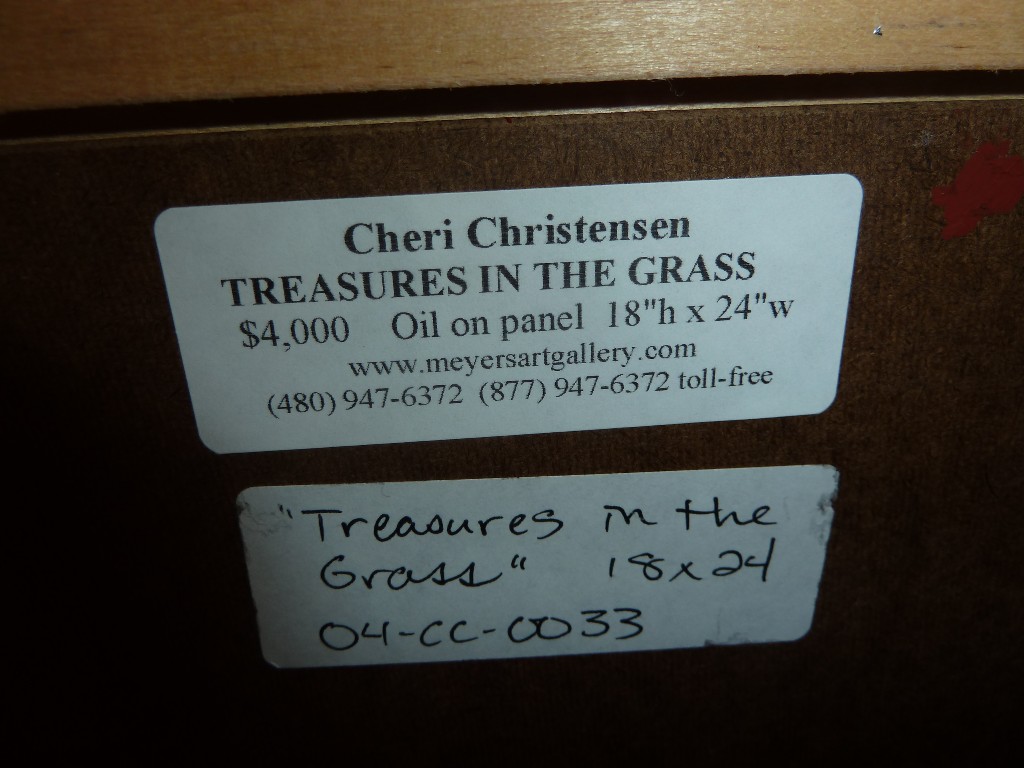 Cheri Christensen
TREASURES IN THE GRASS
$4,000 Oil on panel 18"h x 24"w
www.meyersartgallery.com
(480) 947-6372 (877) 947-6372 toll-free
"Treasures in the
Grass" 18x24
04-CC-0033